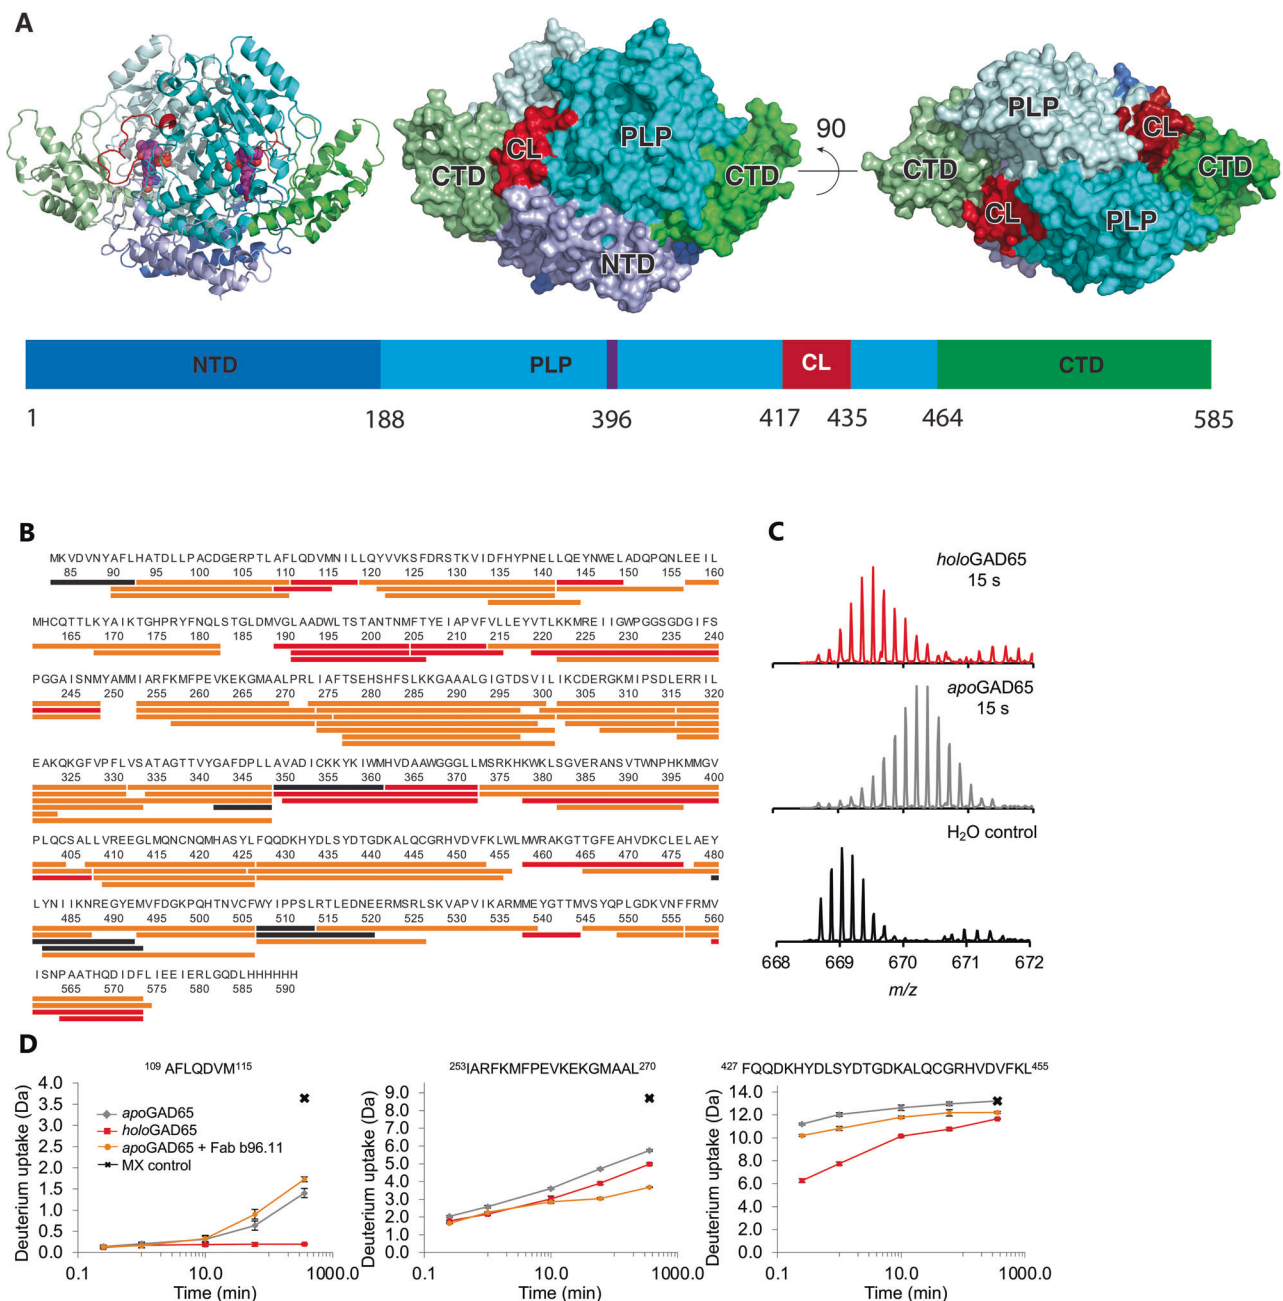 A
CTD
CL
PLP
CTD
NTD
90
PLP
CL
CTD
CTD
CL
PLP
NTD
PLP
CL
CTD
1
188
396
417
435
464
585
B
MKVDVNYAFLHATDLLPACDGERPTLAFLQDVMNILLQYVVKSFDRSTKVIDFHYPNELLQEYNWELADQPQNLEEIL
85 90 95 100 105 110 115 120 125 130 135 140 145 150 155 160
MHCQTTLKYAIKTGHPRYFNQLSTGLDMVGLAADWLTSTANTNMFTYEIAPVFVLLEYVTLKKMREIIGWPGGSGDGIFS
165 170 175 180 185 190 195 200 205 210 215 220 225 230 235 240
PGGAISNMYAMMIARFKMFPEVKEKGMAALPRLIAFTSEHSHFSLKKGAAALGIGTDSVILIKCDERGKMIPSDLERRIL
245 250 255 260 265 270 275 280 285 290 295 300 305 310 315 320
EAKQKGFVPFLVSATAGTTVYGAFDPLLAVADICKKYKIWMHVDAAWGGGLLMSRKHKWKLSGVERANSVTWNPHKMMGV
325 330 335 340 345 350 355 360 365 370 375 380 385 390 395 400
PLQCSALLVREEGLMQNCNQMHASYLFQQDKHYDLSYDTGDKALQCGRHVDVFKLWLMWRAKGTTGFEAHVDKCLELAEY
405 410 415 420 425 430 435 440 445 450 455 460 465 470 475 480
LYNIIKNREGYEMVFDGKPQHTNVCFWYIPPSLRTLEDNEERMSRLSKVAPVIKARMMEYGTTMVSYQPLGDKVNFFRMV
485 490 495 500 505 510 515 520 525 530 535 540 545 550 555 560
ISNPAATHQDIDFLIEEIERLGQDLHHHHHH
565 570 575 580 585 590
C
holoGAD65
15 s
apoGAD65
15 s
H2O control
668 669 670 671 672
m/z
D
109 AFLQDVM115
Deuterium uptake (Da)
4.0
3.5
3.0
2.5
2.0
1.5
1.0
0.5
0.0
apoGAD65
holoGAD65
apoGAD65 + Fab b96.11
MX control
0.1 10.0 1000.0
Time (min)
253IARFKMFPEVKEKGMAAL270
Deuterium uptake (Da)
9.0
8.0
7.0
6.0
5.0
4.0
3.0
2.0
1.0
0.0
0.1 10.0 1000.0
Time (min)
427 FQQDKHYDLSYDTGDKALQCGRHVDVFKL455
Deuterium uptake (Da)
14.0
12.0
10.0
8.0
6.0
4.0
2.0
0.0
0.1 10.0 1000.0
Time (min)